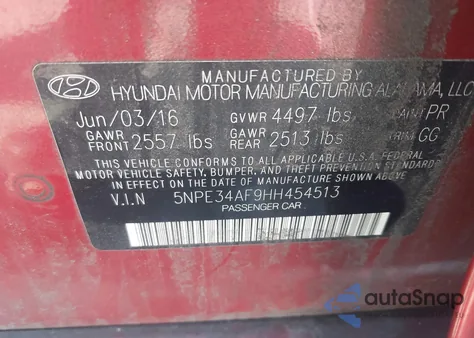 MANUFACTURED BY
HYUNDAI MOTOR MANUFACTURING ALABAMA, LLC
Jun/03/16 GVWR 4497 lbs PAINT PR
GAWR FRONT 2557 lbs GAWR REAR 2513 lbs TRIM GG
THIS VEHICLE CONFORMS TO ALL APPLICABLE U.S.A. FEDERAL
MOTOR VEHICLE SAFETY, BUMPER, AND THEFT PREVENTION STANDARDS
IN EFFECT ON THE DATE OF MANUFACTURE SHOWN ABOVE.
V.I.N 5NPE34AF9HH454513
PASSENGER CAR
autoSnap